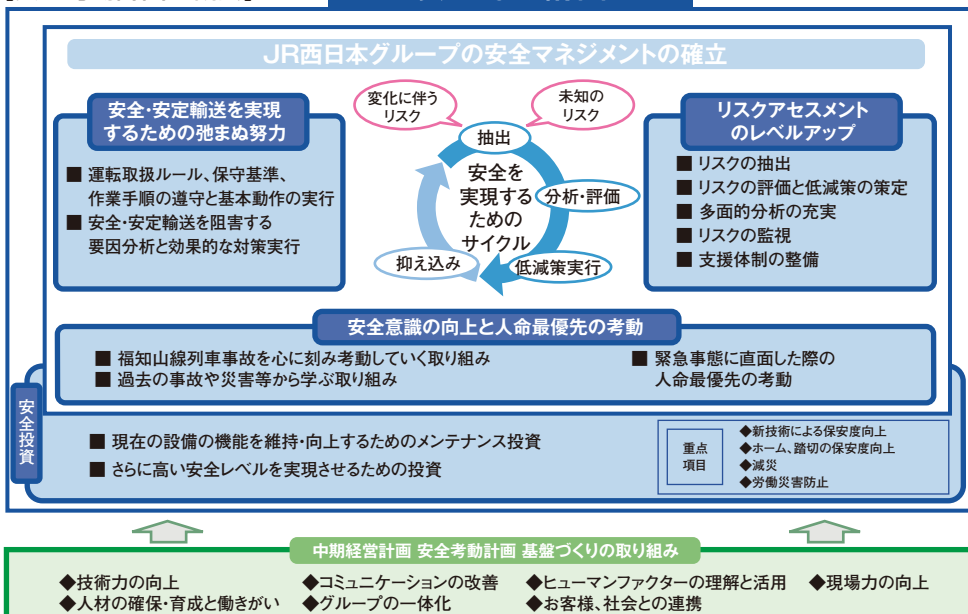 JR西日本グループの安全マネジメントの確立
安全・安定輸送を実現
するための弛まぬ努力
■ 運転取扱ルール、保守基準、
作業手順の遵守と基本動作の実行
■ 安全・安定輸送を阻害する
要因分析と効果的な対策実行
変化に伴う
リスク
未知の
リスク
抽出
安全を
実現する
ための
サイクル
分析・評価
低減策実行
抑え込み
リスクアセスメント
のレベルアップ
■ リスクの抽出
■ リスクの評価と低減策の策定
■ 多面的分析の充実
■ リスクの監視
■ 支援体制の整備
安全意識の向上と人命最優先の考動
■ 福知山線列車事故を心に刻み考動していく取り組み
■ 過去の事故や災害等から学ぶ取り組み
■ 緊急事態に直面した際の
人命最優先の考動
安全投資
■ 現在の設備の機能を維持・向上するためのメンテナンス投資
■ さらに高い安全レベルを実現させるための投資
重点
項目
◆新技術による保安度向上
◆ホーム、踏切の保安度向上
◆減災
◆労働災害防止
中期経営計画 安全考動計画 基盤づくりの取り組み
◆技術力の向上
◆コミュニケーションの改善
◆ヒューマンファクターの理解と活用
◆現場力の向上
◆人材の確保・育成と働きがい
◆グループの一体化
◆お客様、社会との連携